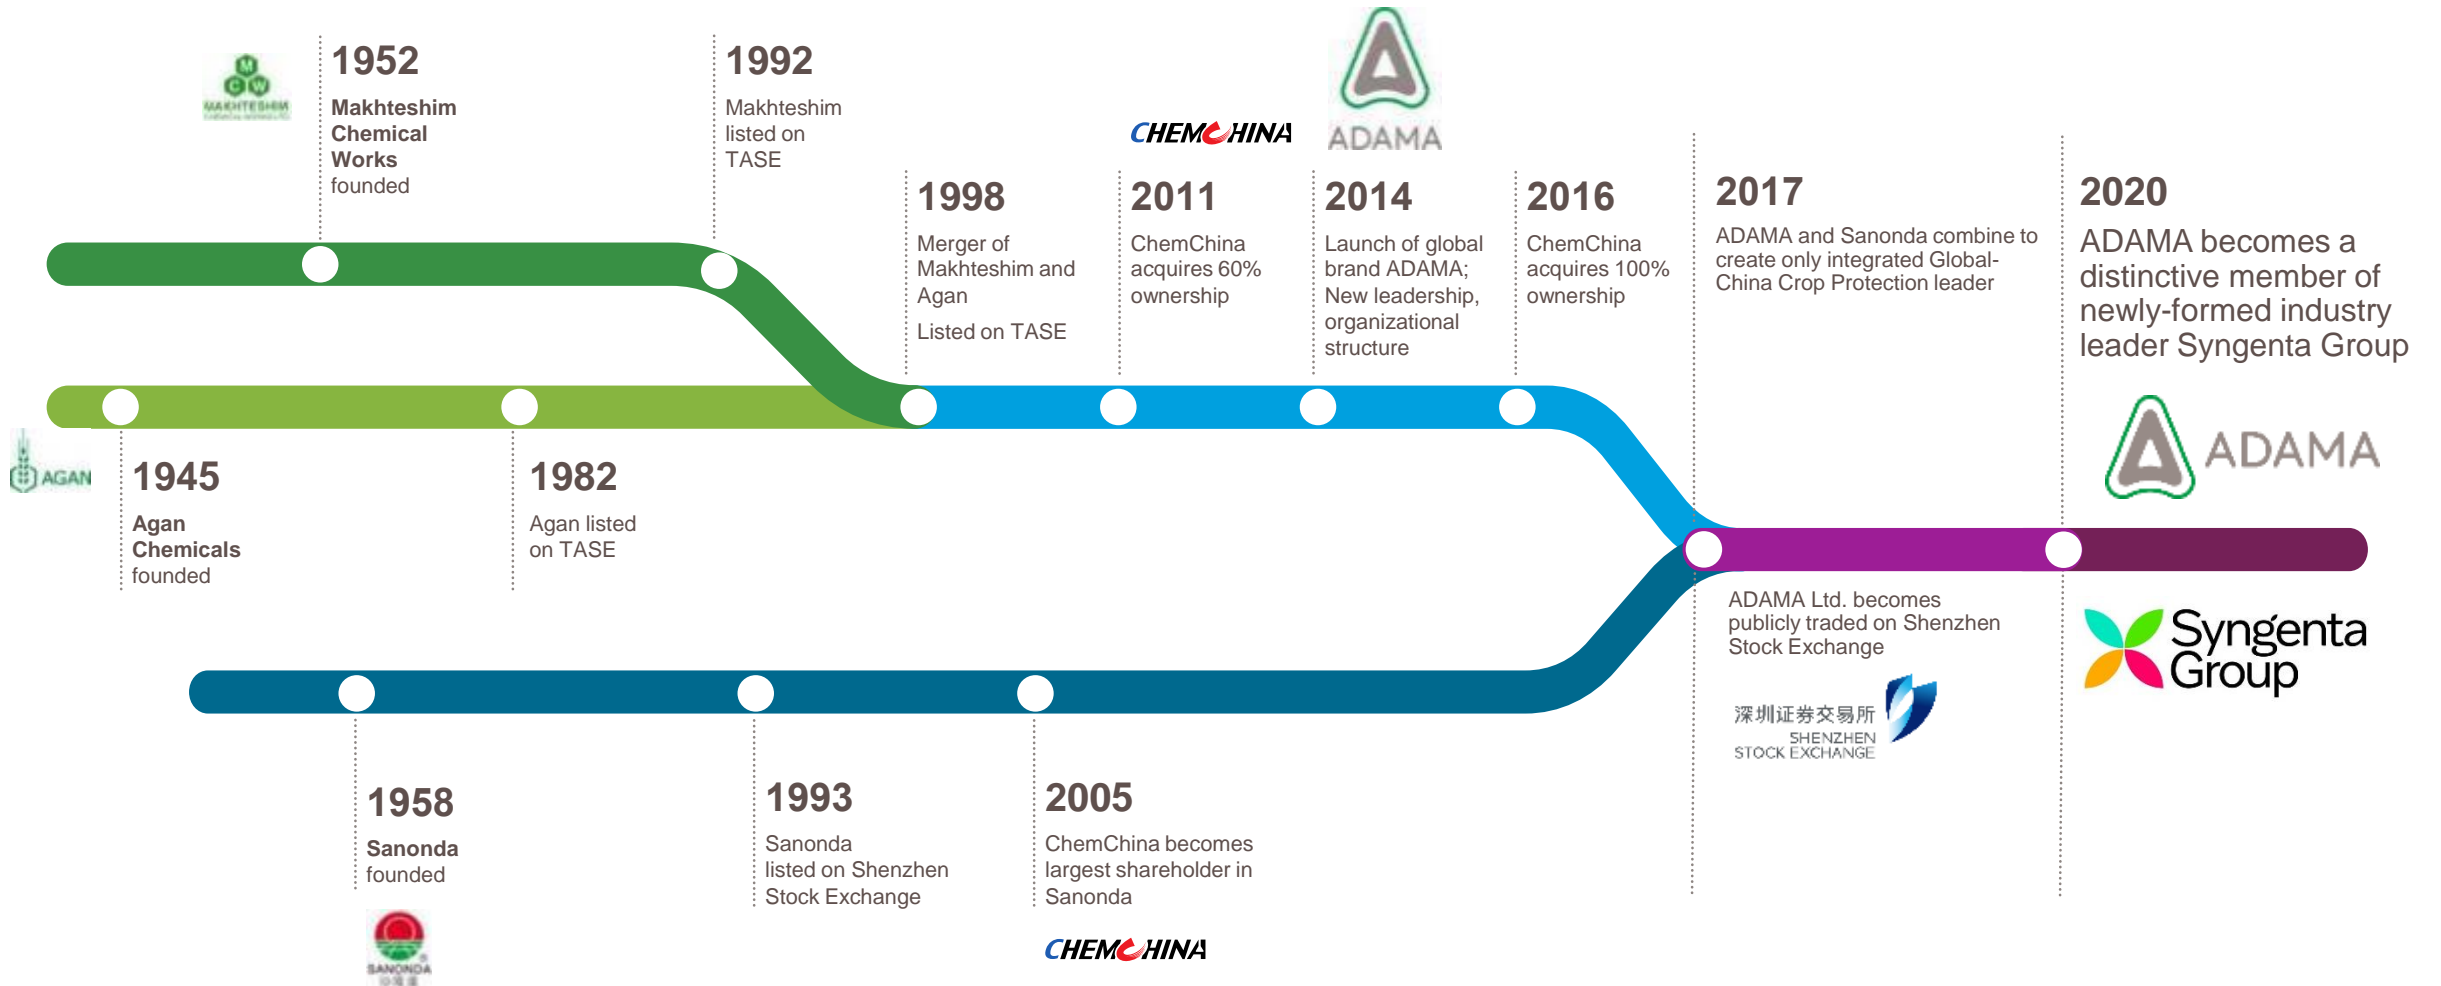 1952
Makhteshim
Chemical
Works
founded
MAKHTESHIM
1992
Makhteshim
listed on
TASE
CHEMCHINA
ADAMA
1998
Merger of
Makhteshim and
Agan
Listed on TASE
2011
ChemChina
acquires 60%
ownership
2014
Launch of global
brand ADAMA;
New leadership,
organizational
structure
2016
ChemChina
acquires 100%
ownership
2017
ADAMA and Sanonda combine to
create only integrated Global-
China Crop Protection leader
2020
ADAMA becomes a
distinctive member of
newly-formed industry
leader Syngenta Group
ADAMA
AGAN
1945
Agan
Chemicals
founded
1982
Agan listed
on TASE
ADAMA Ltd. becomes
publicly traded on Shenzhen
Stock Exchange
深圳证券交易所
SHENZHEN
STOCK EXCHANGE
Syngenta
Group
1958
Sanonda
founded
SANONDA
1993
Sanonda
listed on Shenzhen
Stock Exchange
2005
ChemChina becomes
largest shareholder in
Sanonda
CHEMCHINA